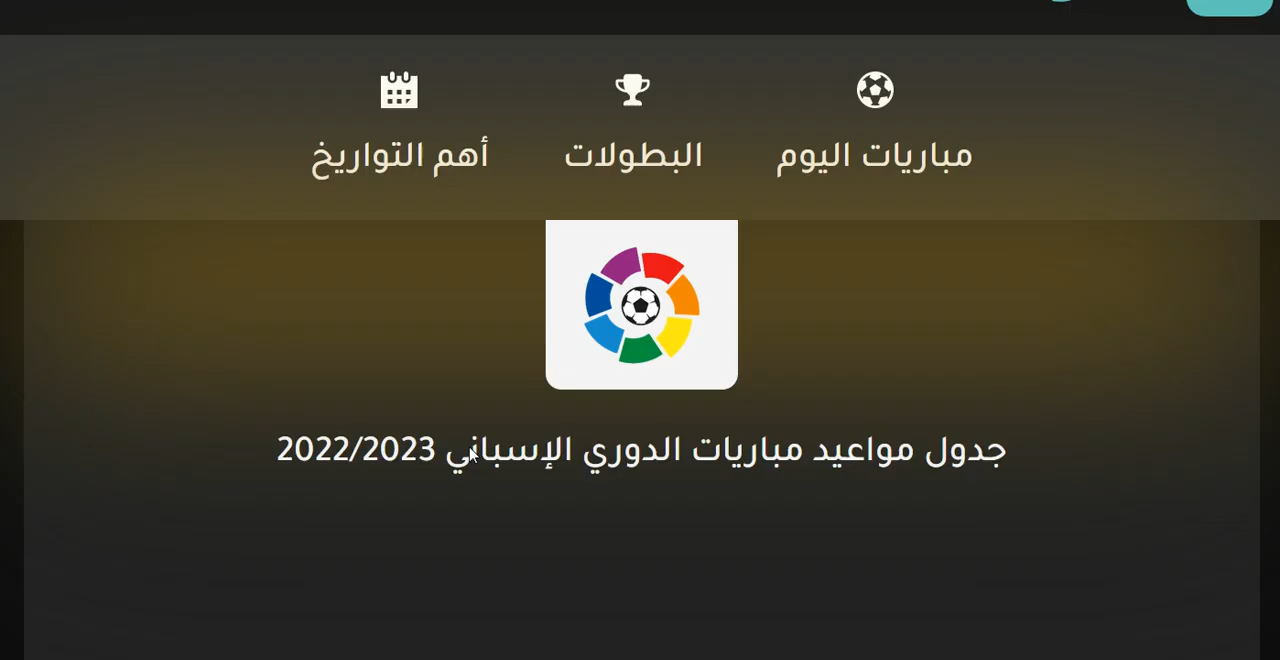 مباريات اليوم البطولات أهم التواريخ
جدول مواعيد مباريات الدوري الإسباني 2022/2023